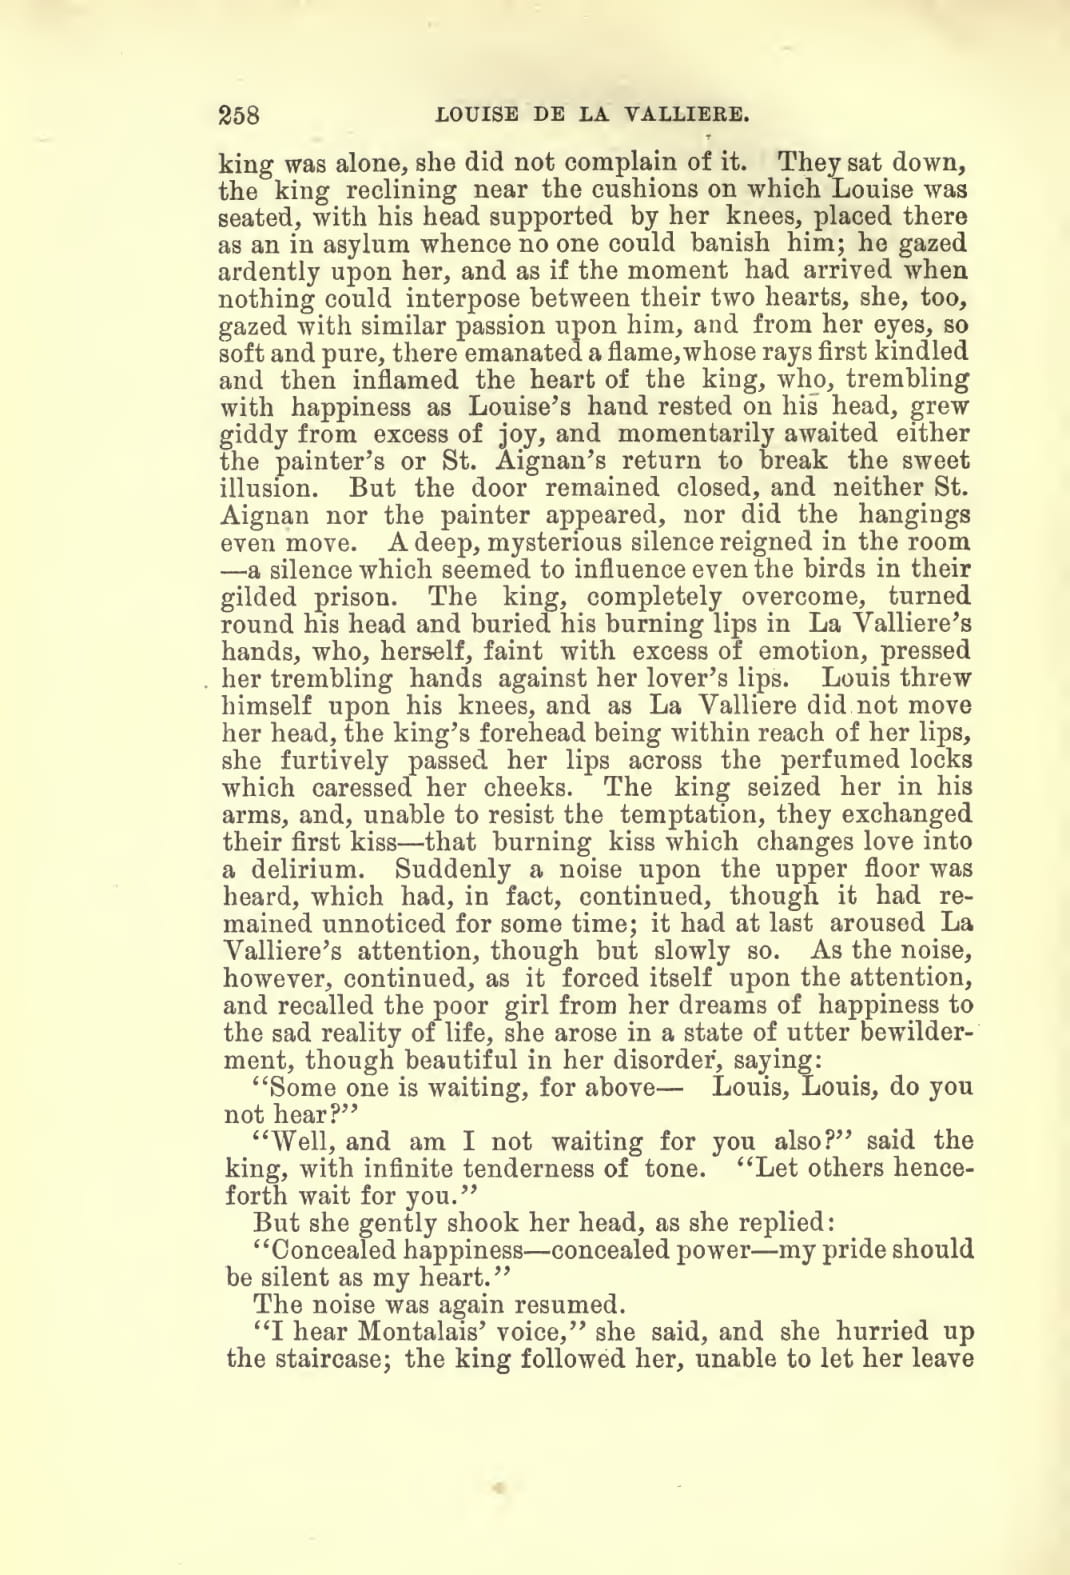 258 LOUISE DE LA VALLIERE.
king was alone, she did not complain of it. They sat down,
the king reclining near the cushions on which Louise was
seated, with his head supported by her knees, placed there
as an in asylum whence no one could banish him; he gazed
ardently upon her, and as if the moment had arrived when
nothing could interpose between their two hearts, she, too,
gazed with similar passion upon him, and from her eyes, so
soft and pure, there emanated a flame, whose rays first kindled
and then inflamed the heart of the king, who, trembling
with happiness as Louise's hand rested on his head, grew
giddy from excess of joy, and momentarily awaited either
the painter's or St. Aignan's return to break the sweet
illusion. But the door remained closed, and neither St.
Aignan nor the painter appeared, nor did the hangings
even move. A deep, mysterious silence reigned in the room
—a silence which seemed to influence even the birds in their
gilded prison. The king, completely overcome, turned
round his head and buried his burning lips in La Valliere's
hands, who, herself, faint with excess of emotion, pressed
her trembling hands against her lover's lips. Louis threw
himself upon his knees, and as La Valliere did not move
her head, the king's forehead being within reach of her lips,
she furtively passed her lips across the perfumed locks
which caressed her cheeks. The king seized her in his
arms, and, unable to resist the temptation, they exchanged
their first kiss—that burning kiss which changes love into
a delirium. Suddenly a noise upon the upper floor was
heard, which had, in fact, continued, though it had re-
mained unnoticed for some time; it had at last aroused La
Valliere's attention, though but slowly so. As the noise,
however, continued, as it forced itself upon the attention,
and recalled the poor girl from her dreams of happiness to
the sad reality of life, she arose in a state of utter bewilder-
ment, though beautiful in her disorder, saying:
"Some one is waiting, for above— Louis, Louis, do you
not hear?"
"Well, and am I not waiting for you also?" said the
king, with infinite tenderness of tone. "Let others hence-
forth wait for you."
But she gently shook her head, as she replied:
"Concealed happiness—concealed power—my pride should
be silent as my heart."
The noise was again resumed.
"I hear Montalais' voice," she said, and she hurried up
the staircase; the king followed her, unable to let her leave